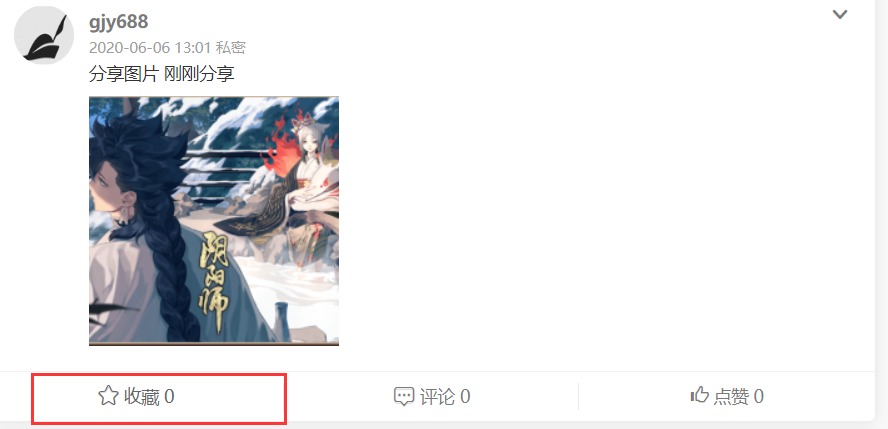 gjy688
2020-06-06 13:01 私密
分享图片 刚刚分享
阴阳师
收藏 0
评论 0
点赞 0